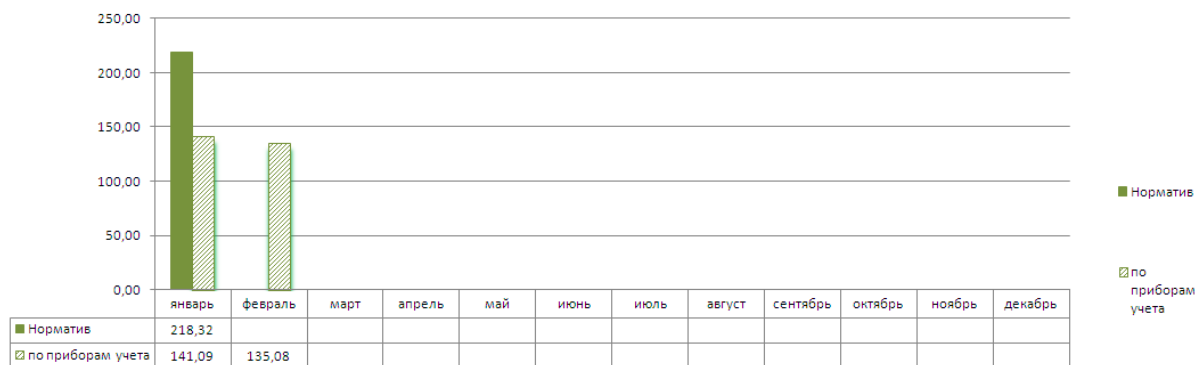 250,00
200,00
150,00
100,00
50,00
0,00
январь февраль март апрель май июнь июль август сентябрь октябрь ноябрь декабрь
Норматив 218,32
по приборам учета 141,09 135,08
Норматив
по
приборам
учета